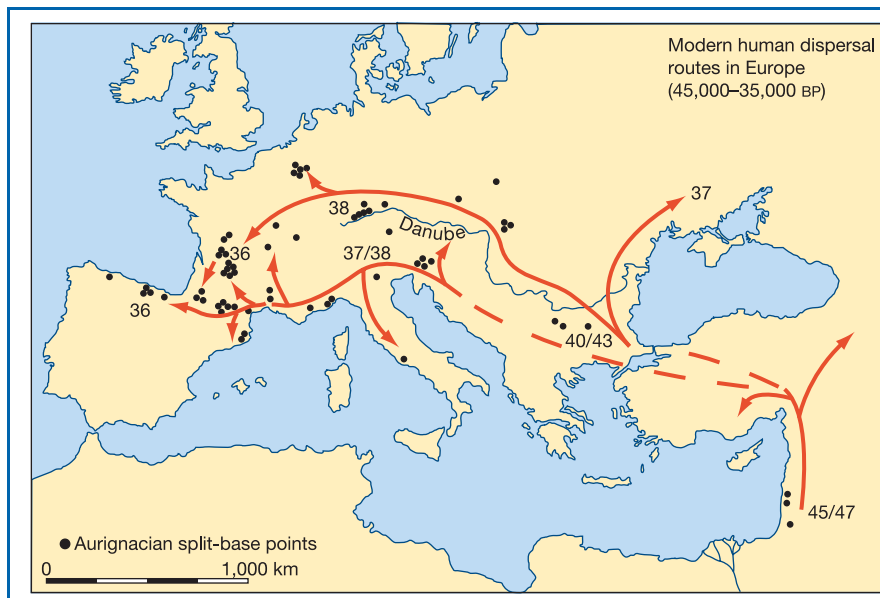 Modern human dispersal
routes in Europe
(45,000–35,000 BP)
37
38
Danube
36
37/38
36
40/43
45/47
Aurignacian split-base points
0 1,000 km